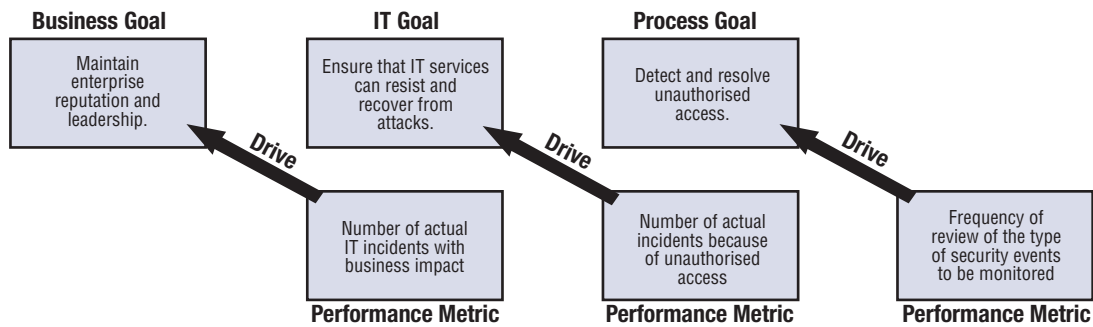 Business Goal
IT Goal
Process Goal
Maintain
enterprise
reputation and
leadership.
Ensure that IT services
can resist and
recover from
attacks.
Detect and resolve
unauthorised
access.
Drive
Drive
Drive
Number of actual
IT incidents with
business impact
Number of actual
incidents because
of unauthorised
access
Frequency of
review of the type
of security events
to be monitored
Performance Metric
Performance Metric
Performance Metric